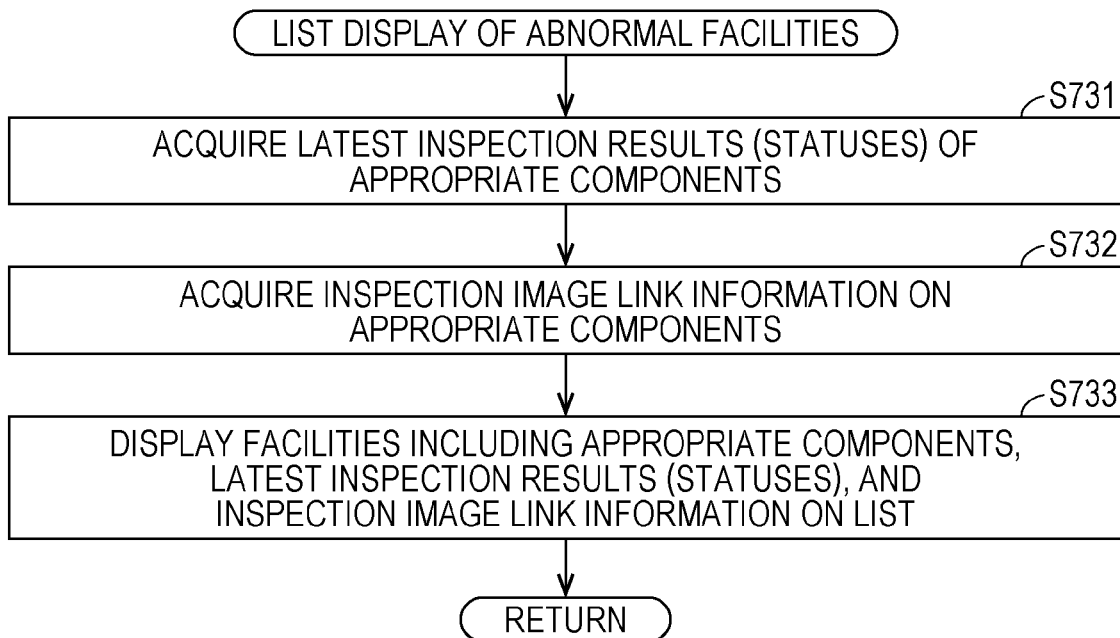 LIST DISPLAY OF ABNORMAL FACILITIES
S731
ACQUIRE LATEST INSPECTION RESULTS (STATUSES) OF
APPROPRIATE COMPONENTS
S732
ACQUIRE INSPECTION IMAGE LINK INFORMATION ON
APPROPRIATE COMPONENTS
S733
DISPLAY FACILITIES INCLUDING APPROPRIATE COMPONENTS,
LATEST INSPECTION RESULTS (STATUSES), AND
INSPECTION IMAGE LINK INFORMATION ON LIST
RETURN